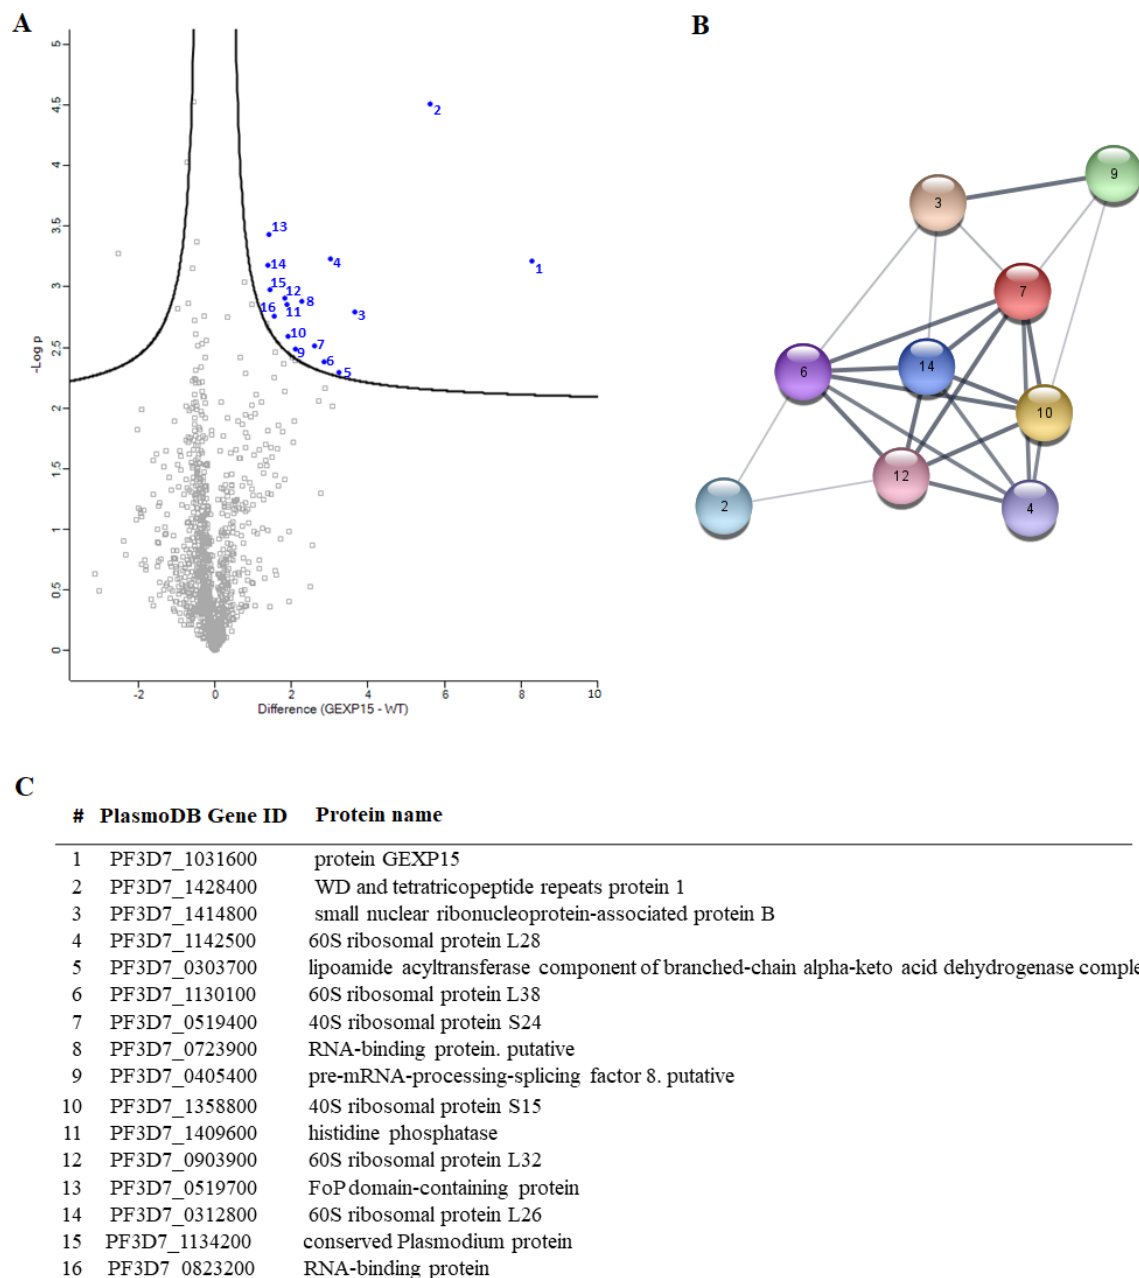 A
B
5
4.5
4
3.5
3
2.5
2
1.5
1
0.5
0
-Log p
2
13
4
1
14
15
12
8
16
11
3
10
7
9
6
5
-2
0
2
4
6
8
10
Difference (GEXP15 - WT)
9
3
7
6
14
10
12
2
4
C
# PlasmoDB Gene ID Protein name
1 PF3D7_1031600 protein GEXP15
2 PF3D7_1428400 WD and tetratricopeptide repeats protein 1
3 PF3D7_1414800 small nuclear ribonucleoprotein-associated protein B
4 PF3D7_1142500 60S ribosomal protein L28
5 PF3D7_0303700 lipoamide acyltransferase component of branched-chain alpha-keto acid dehydrogenase comple
6 PF3D7_1130100 60S ribosomal protein L38
7 PF3D7_0519400 40S ribosomal protein S24
8 PF3D7_0723900 RNA-binding protein. putative
9 PF3D7_0405400 pre-mRNA-processing-splicing factor 8. putative
10 PF3D7_1358800 40S ribosomal protein S15
11 PF3D7_1409600 histidine phosphatase
12 PF3D7_0903900 60S ribosomal protein L32
13 PF3D7_0519700 FoP domain-containing protein
14 PF3D7_0312800 60S ribosomal protein L26
15 PF3D7_1134200 conserved Plasmodium protein
16 PF3D7_0823200 RNA-binding protein